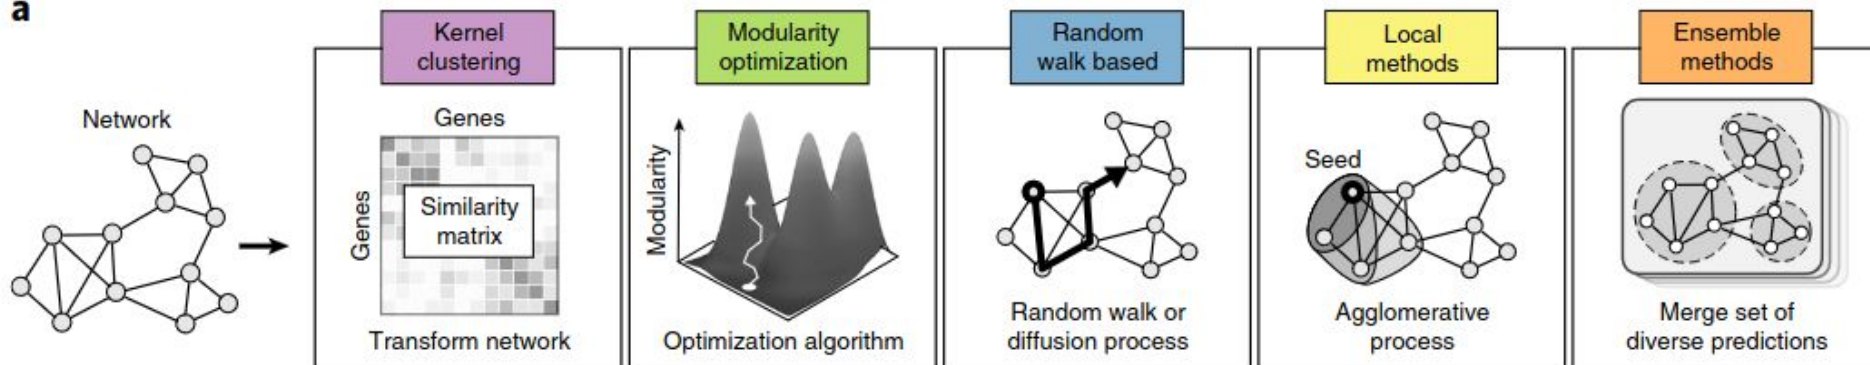 a
Network
Kernel
clustering
Genes
Genes
Similarity
matrix
Transform network
Modularity
optimization
Modularity
Optimization algorithm
Random
walk based
Random walk or
diffusion process
Local
methods
Seed
Agglomerative
process
Ensemble
methods
Merge set of
diverse predictions